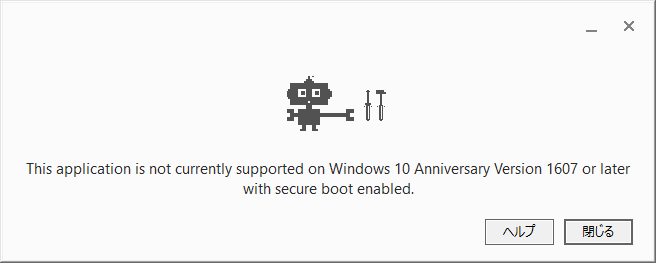 This application is not currently supported on Windows 10 Anniversary Version 1607 or later
with secure boot enabled.
ヘルプ
閉じる